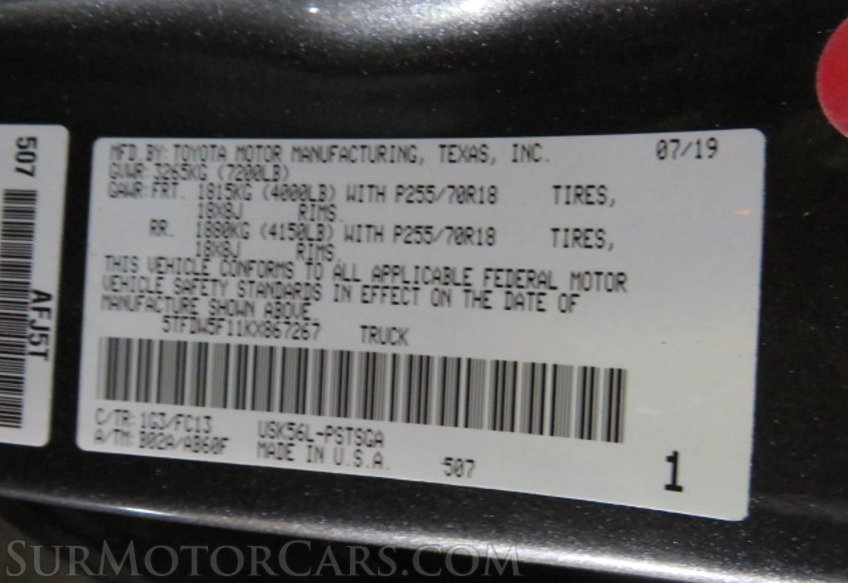 507
AFJ5T
MFD.BY: TOYOTA MOTOR MANUFACTURING, TEXAS, INC. 07/19
GVWR: 3265KG (7200LB)
GAWR: FRT. 1815KG (4000LB) WITH P255/70R18 TIRES,
18X8J RIMS.
RR. 1880KG (4150LB) WITH P255/70R18 TIRES,
18X8J RIMS.
THIS VEHICLE CONFORMS TO ALL APPLICABLE FEDERAL MOTOR
VEHICLE SAFETY STANDARDS IN EFFECT ON THE DATE OF
MANUFACTURE SHOWN ABOVE.
5TFDW5F11KX867267 TRUCK
C/TR: 1G3/FC13 USK56L-PSTSGA
A/TM: B02A/AB60F MADE IN U.S.A. 507
1
SURMOTORCARS.COM